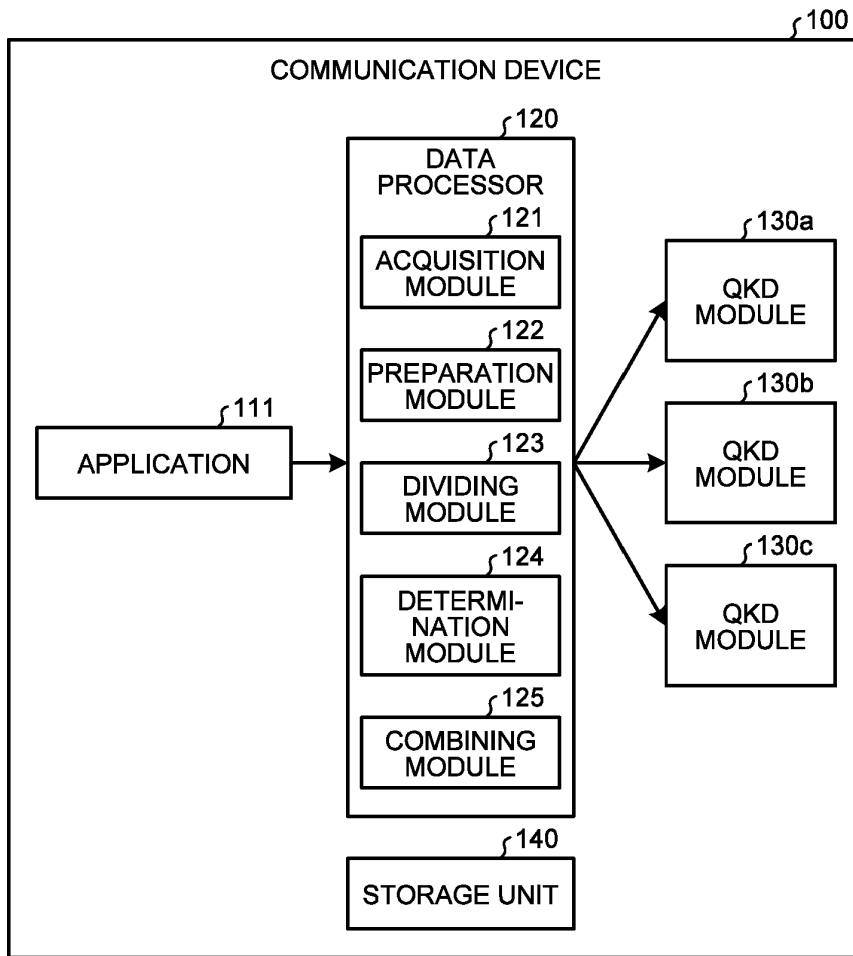 100
COMMUNICATION DEVICE
120
DATA
PROCESSOR
121
ACQUISITION
MODULE
122
PREPARATION
MODULE
111
APPLICATION
123
DIVIDING
MODULE
124
DETERMI-
NATION
MODULE
125
COMBINING
MODULE
130a
QKD
MODULE
130b
QKD
MODULE
130c
QKD
MODULE
140
STORAGE UNIT